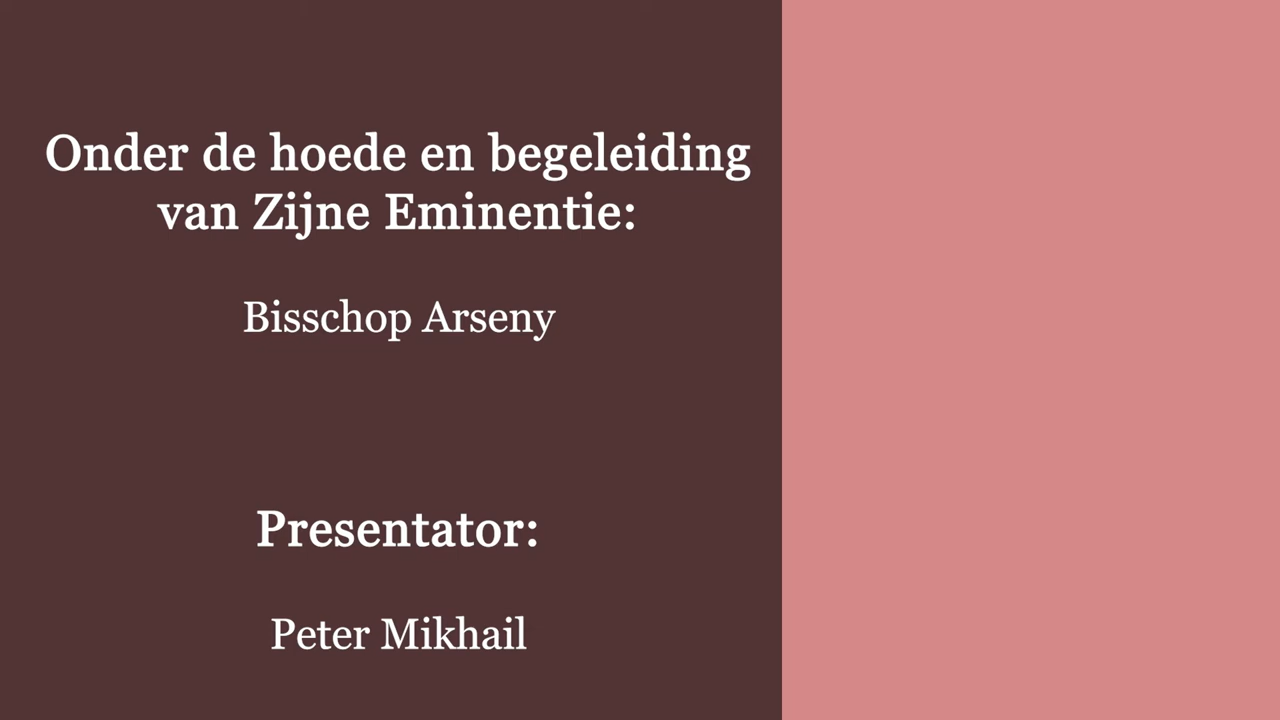 Onder de hoede en begeleiding
van Zijne Eminentie:
Bisschop Arseny
Presentator:
Peter Mikhail